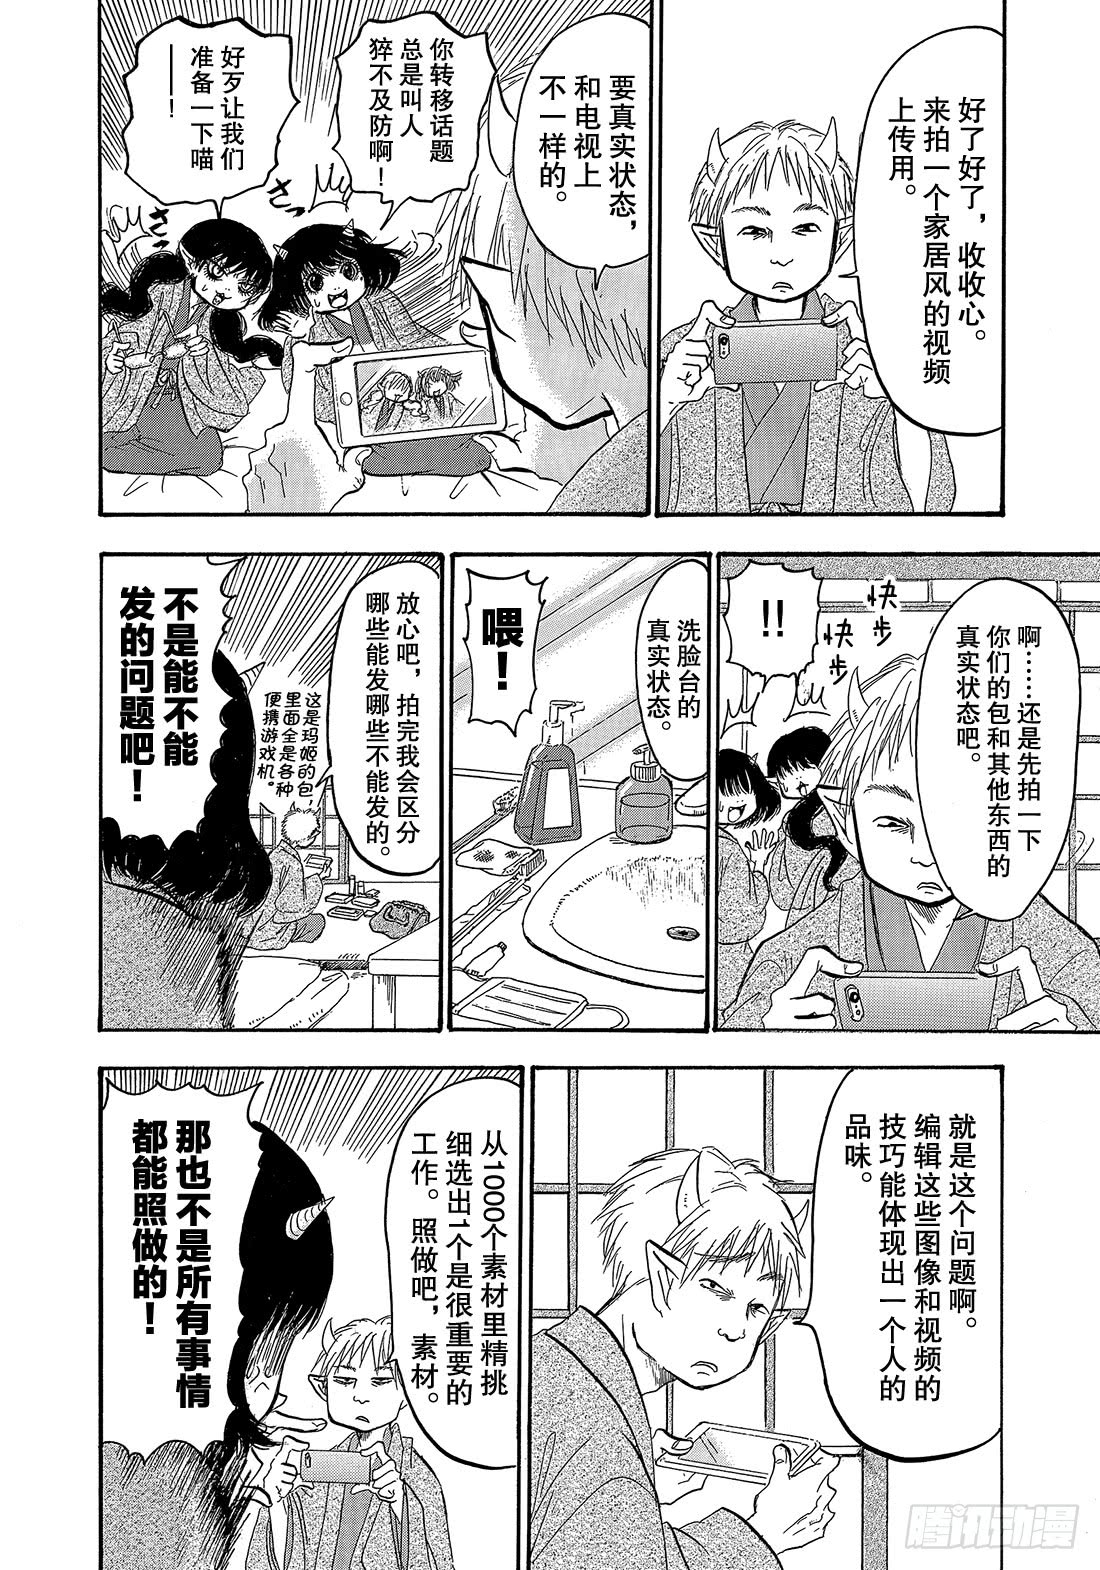 好了好了，收收心。
来拍一个家居风的视频
上传用。
要真实状态，
和电视上
不一样的。
你转移话题
总是叫人
猝不及防啊！
好歹让我们
准备一下喵
——！
さっ
さっ
啊……还是先拍一下
你们的包和其他东西的
真实状态吧。
快步
快步
!!
洗脸台的
真实状态。
喂！
放心吧，拍完我会区分
哪些能发哪些不能发的。
这是玛姬的包，
里面全是各种
便携游戏机。
不是能不能
发的问题吧！
就是这个问题啊。
编辑这些图像和视频的
技巧能体现出一个人的
品味。
从1000个素材里精挑
细选出1个是很重要的
工作。照做吧，素材。
那也不是所有事情
都能照做的！
腾讯动漫